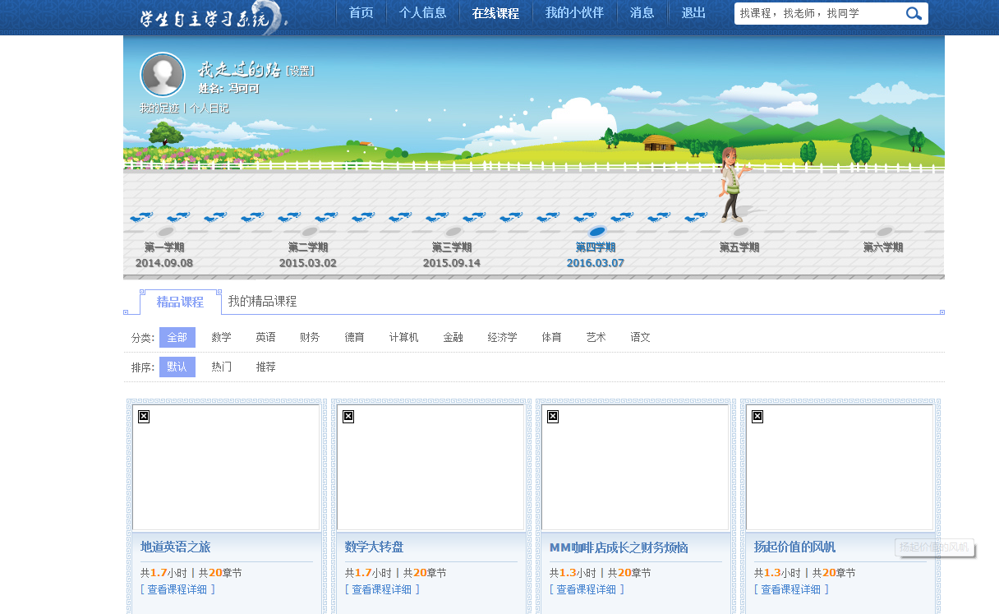 学生自主学习系统
首页 个人信息 在线课程 我的小伙伴 消息 退出 找课程，找老师，找同学
我走过的路 [设置]
姓名: 冯可可
我的足迹 | 个人日记
第一学期 第二学期 第三学期 第四学期 第五学期 第六学期
2014.09.08 2015.03.02 2015.09.14 2016.03.07
精品课程 我的精品课程
分类: 全部 数学 英语 财务 德育 计算机 金融 经济学 体育 艺术 语文
排序: 默认 热门 推荐
地道英语之旅 数学大转盘 MM咖啡店成长之财务烦恼 扬起价值的风帆 扬起价值的风帆
共1.7小时 | 共20章节 共1.7小时 | 共20章节 共1.3小时 | 共20章节 共1.3小时 | 共20章节
[ 查看课程详细 ] [ 查看课程详细 ] [ 查看课程详细 ] [ 查看课程详细 ]